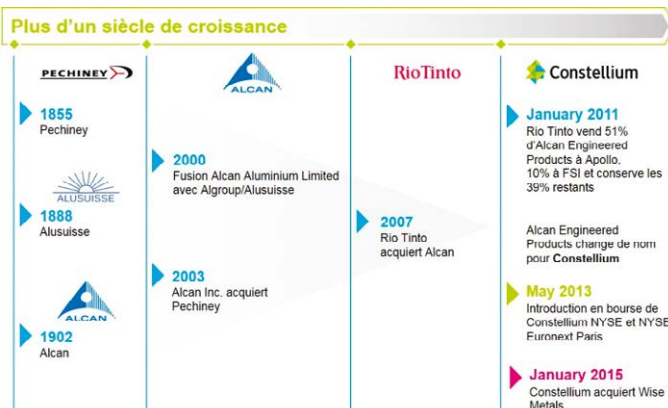 Plus d'un siècle de croissance
PECHINEY
1855
Pechiney
ALUSUISSE
1888
Alusuisse
ALCAN
1902
Alcan
ALCAN
2000
Fusion Alcan Aluminium Limited
avec Algroup/Alusuisse
2003
Alcan Inc. acquiert
Pechiney
RioTinto
2007
Rio Tinto
acquiert Alcan
Constellium
January 2011
Rio Tinto vend 51%
d'Alcan Engineered
Products à Apollo.
10% à FSI et conserve les
39% restants
Alcan Engineered
Products change de nom
pour Constellium
May 2013
Introduction en bourse de
Constellium NYSE et NYSE
Euronext Paris
January 2015
Constellium acquiert Wise
Metals